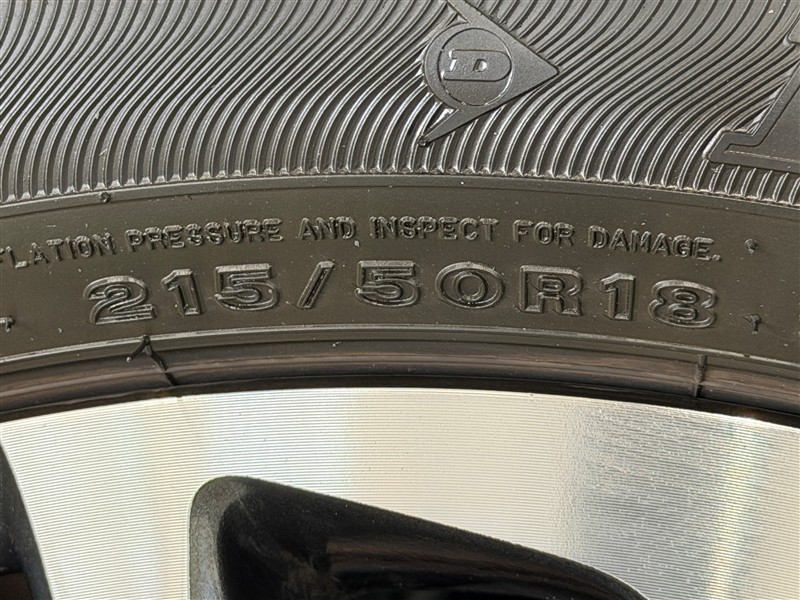 D
FLATION PRESSURE AND INSPECT FOR DAMAGE.
215/50R18